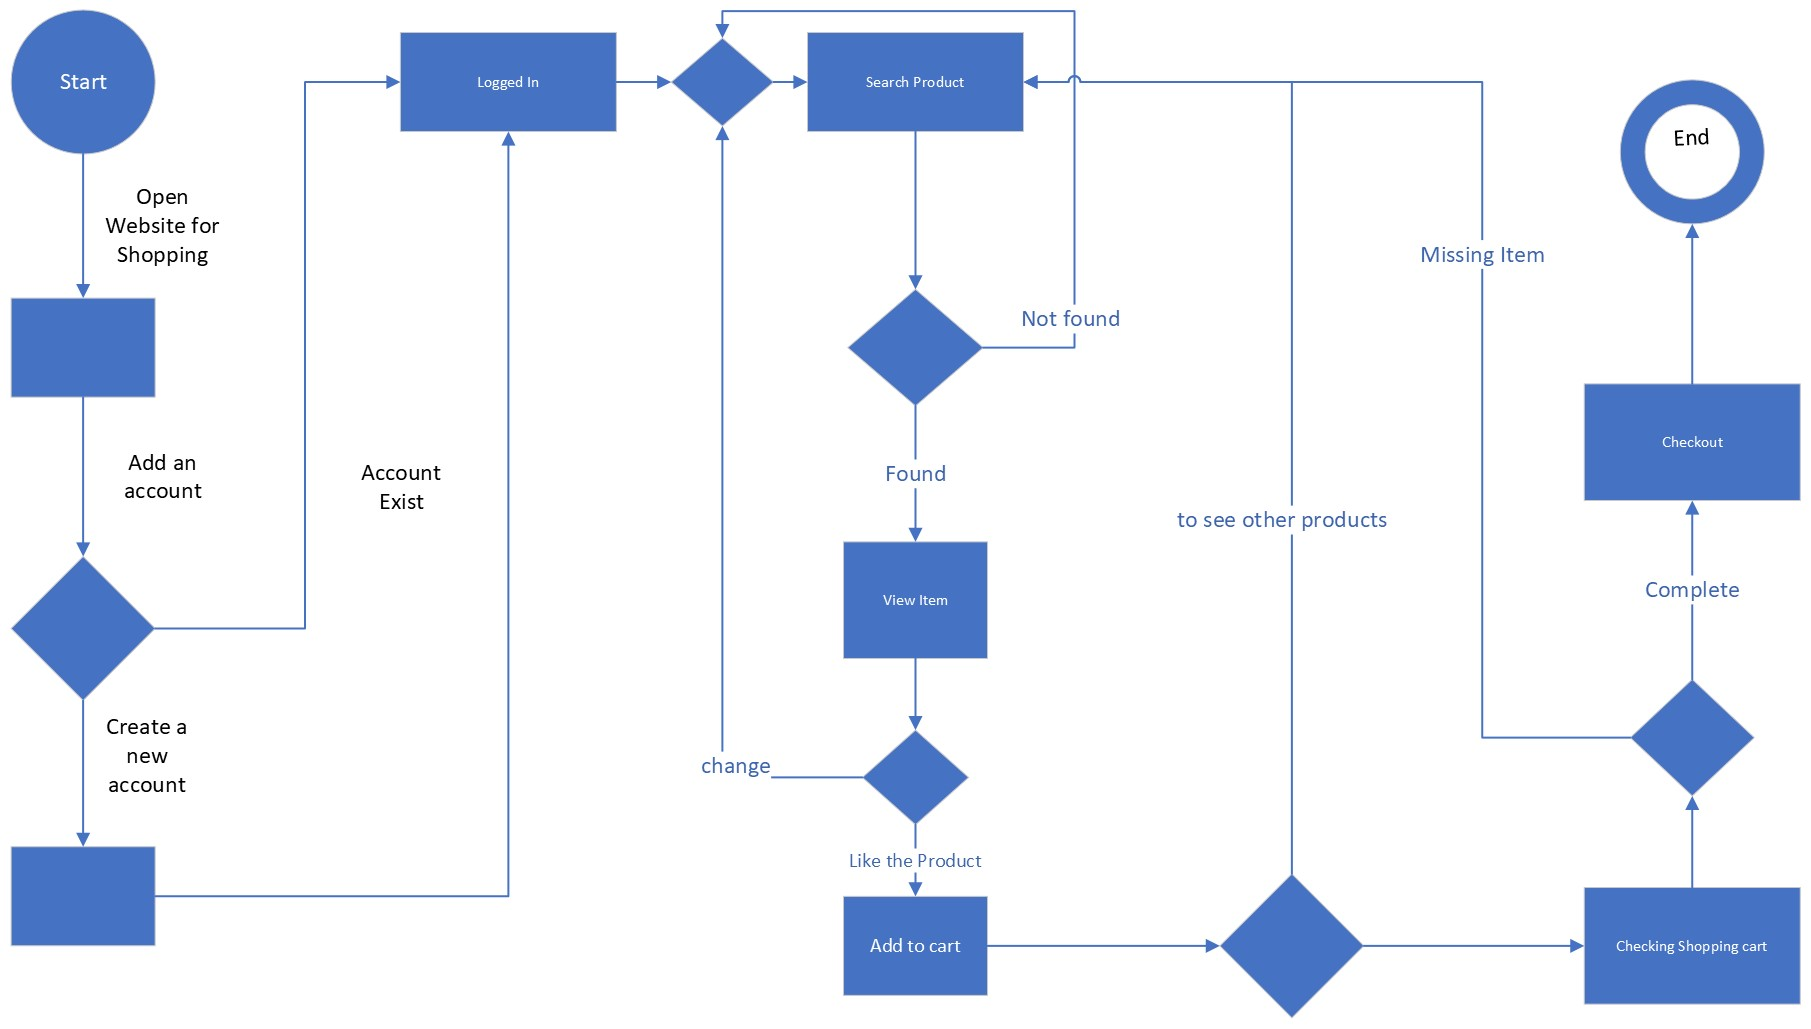 Start
Open
Website for
Shopping
Add an
account
Create a
new
account
Account
Exist
Logged In
Search Product
Not found
Found
View Item
change
Like the Product
Add to cart
to see other products
Missing Item
End
Checkout
Complete
Checking Shopping cart